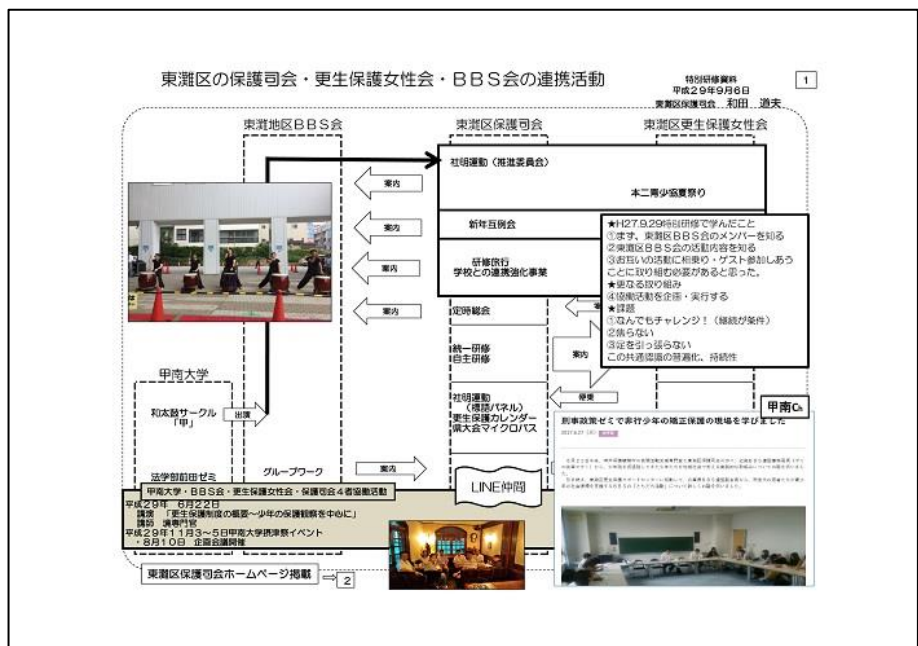 東灘区の保護司会・更生保護女性会・BBS会の連携活動
特別研修資料
平成29年9月6日
東灘区保護司会 和田 道夫
1
東灘地区BBS会
東灘区保護司会
東灘区更生保護女性会
社明運動(推進委員会)
本二青少協夏祭り
案内
案内
新年互例会
案内
研修旅行
学校との連携強化事業
案内
定時総会
統一研修
自主研修
案内
★H27.9.29特別研修で学んだこと
①まず、東灘区BBS会のメンバーを知る
②東灘区BBS会の活動内容を知る
③お互いの活動に相乗り・ゲスト参加しあう
ことに取り組む必要があると思った。
★更なる取り組み
④協働活動を企画・実行する
★課題
①なんでもチャレンジ!(継続が条件)
②焦らない
③足を引っ張らない
この共通認識の普遍化、持続性
甲南大学
和太鼓サークル
「甲」
出演
社明運動
(標語パネル)
更生保護カレンダー
県大会マイクロバス
便乗
甲南Ch
刑事政策ゼミで非行少年の矯正保護の現場を学びました
法学部前田ゼミ
グループワーク
案内
LINE仲間
甲南大学・BBS会・更生保護女性会・保護司会4者協働活動
平成29年 6月22日
講演 「更生保護制度の概要~少年の保護観察を中心に」
講師 境専門官
平成29年11月3~5日甲南大学摂津祭イベント
・8月10日 企画会議開催
東灘区保護司会ホームページ掲載
2